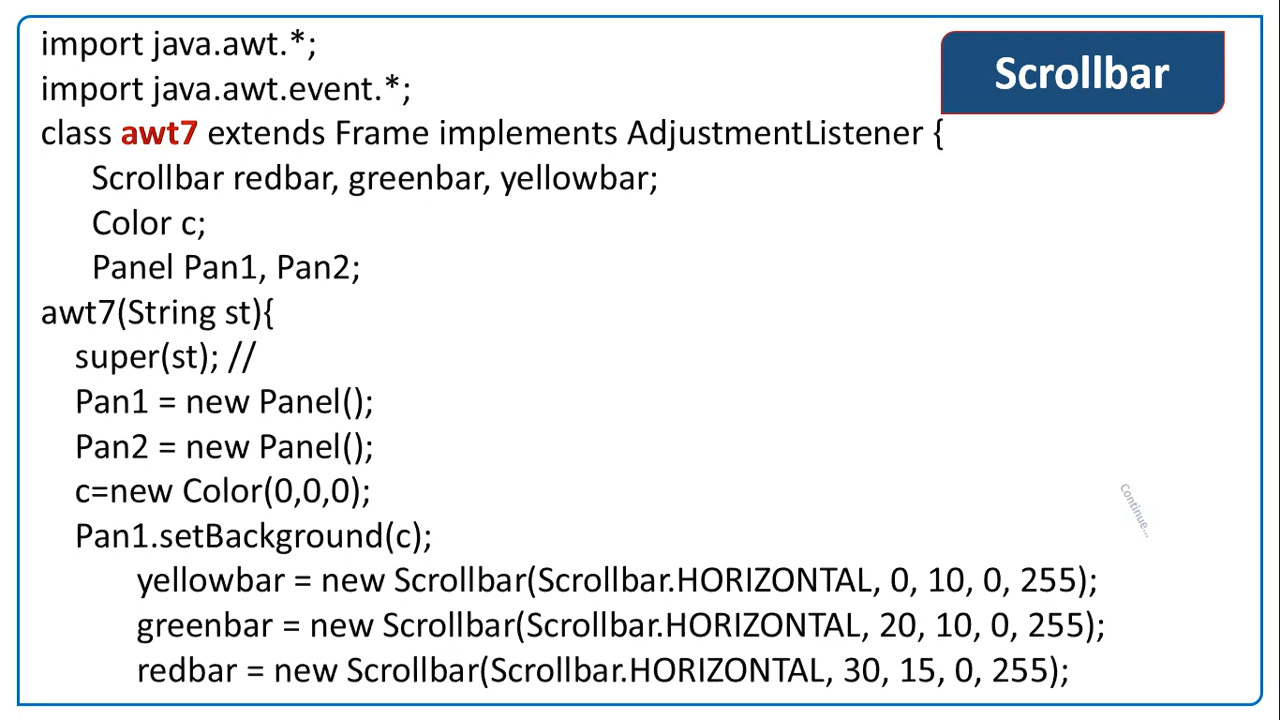 import java.awt.*;
Scrollbar
import java.awt.event.*;
class awt7 extends Frame implements AdjustmentListener {
Scrollbar redbar, greenbar, yellowbar;
Color c;
Panel Pan1, Pan2;
awt7(String st){
super(st); //
Pan1 = new Panel();
Pan2 = new Panel();
c=new Color(0,0,0);
Pan1.setBackground(c);
Continue...
yellowbar = new Scrollbar(Scrollbar.HORIZONTAL, 0, 10, 0, 255);
greenbar = new Scrollbar(Scrollbar.HORIZONTAL, 20, 10, 0, 255);
redbar = new Scrollbar(Scrollbar.HORIZONTAL, 30, 15, 0, 255);